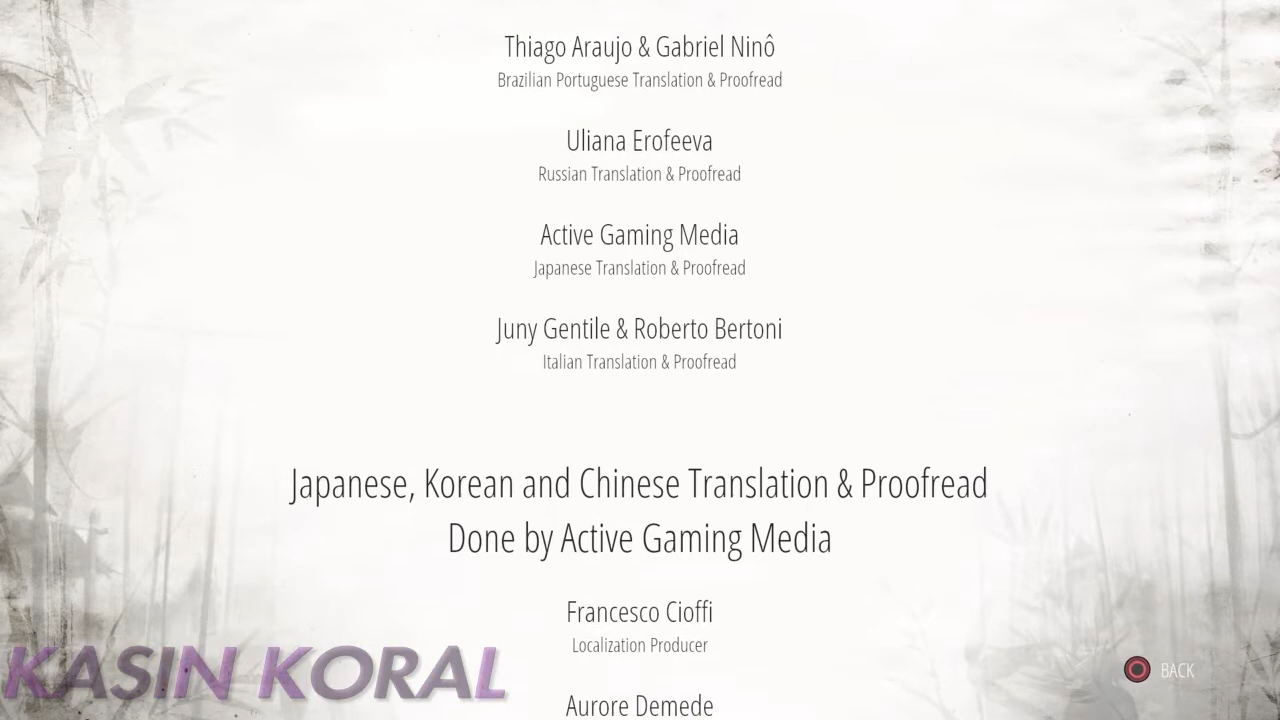 Thiago Araujo & Gabriel Ninô
Brazilian Portuguese Translation & Proofread
Uliana Erofeeva
Russian Translation & Proofread
Active Gaming Media
Japanese Translation & Proofread
Juny Gentile & Roberto Bertoni
Italian Translation & Proofread
Japanese, Korean and Chinese Translation & Proofread
Done by Active Gaming Media
Francesco Cioffi
Localization Producer
Aurore Demede
KASIN KORAL
BACK